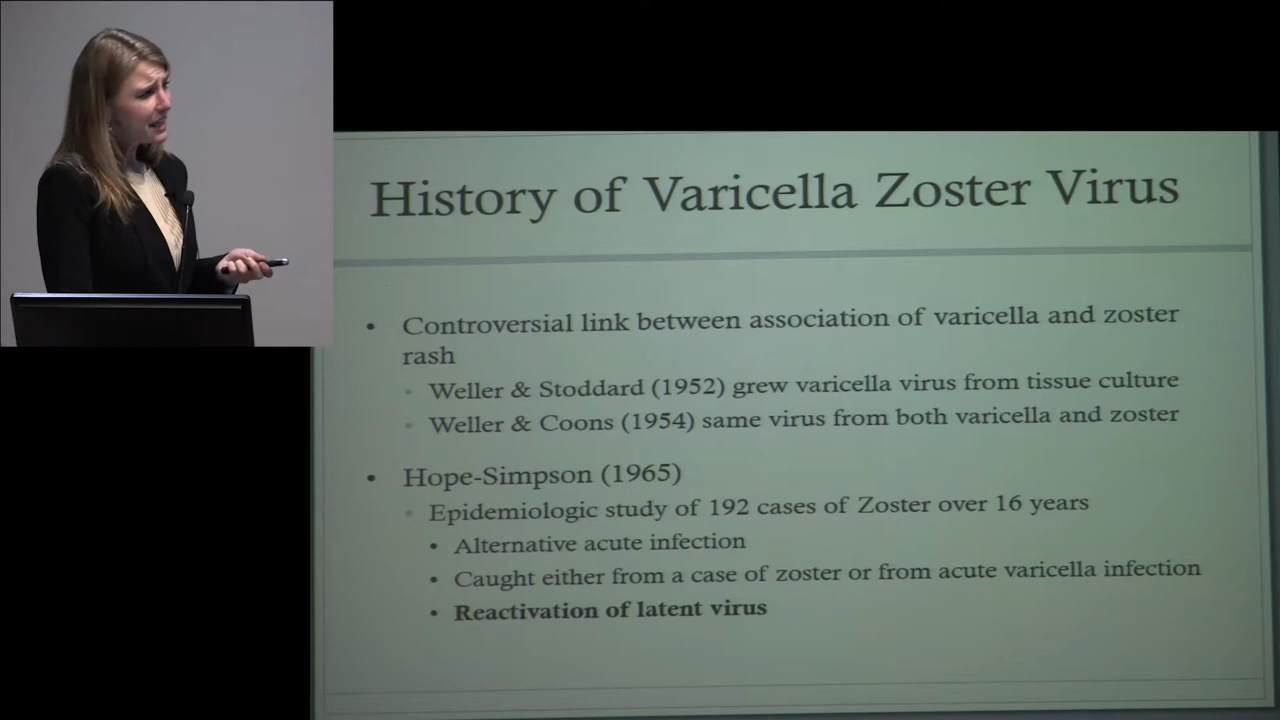 History of Varicella Zoster Virus
• Controversial link between association of varicella and zoster
rash
• Weller & Stoddard (1952) grew varicella virus from tissue culture
• Weller & Coons (1954) same virus from both varicella and zoster
• Hope-Simpson (1965)
• Epidemiologic study of 192 cases of Zoster over 16 years
• Alternative acute infection
• Caught either from a case of zoster or from acute varicella infection
• Reactivation of latent virus